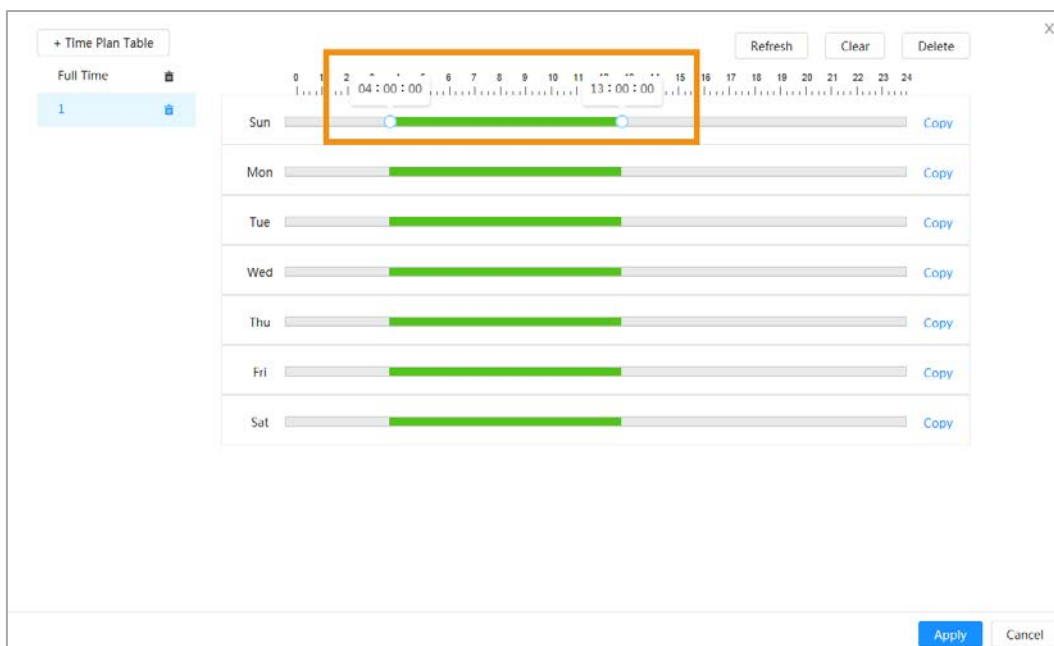 + Time Plan Table
Refresh
Clear
Delete
X
Full Time
0 1 2 6 7 8 9 10 11 15 16 17 18 19 20 21 22 23 24
04:00:00
13:00:00
1
Sun
Copy
Mon
Copy
Tue
Copy
Wed
Copy
Thu
Copy
Fri
Copy
Sat
Copy
Apply
Cancel